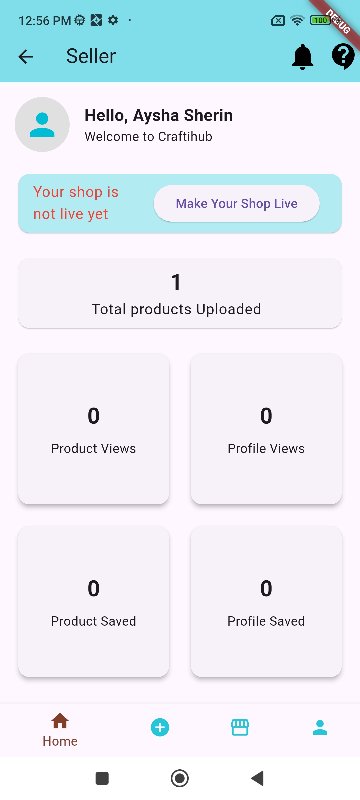 12:56 PM
100
DEBUG
Seller
Hello, Aysha Sherin
Welcome to Craftihub
Your shop is
not live yet
Make Your Shop Live
1
Total products Uploaded
0
Product Views
0
Profile Views
0
Product Saved
0
Profile Saved
Home